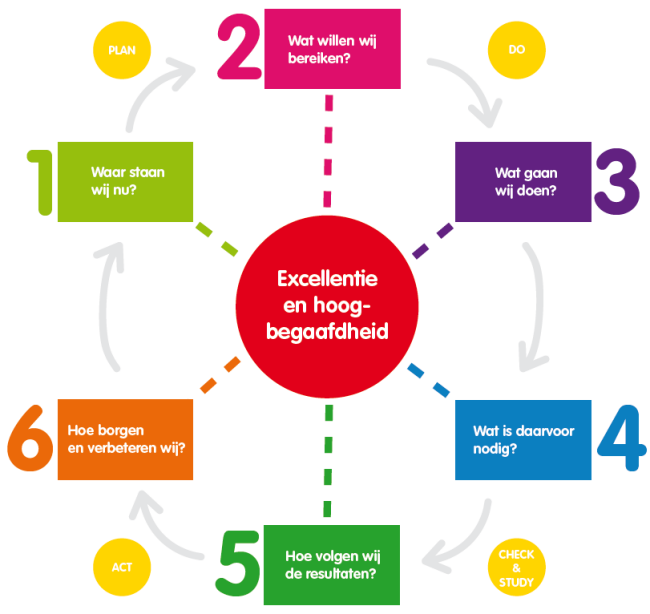 PLAN
2
Wat willen wij
bereiken?
DO
1
Waar staan
wij nu?
Wat gaan
wij doen?
3
Excellentie
en hoog-
begaafdheid
6
Hoe borgen
en verbeteren wij?
Wat is daarvoor
nodig?
4
ACT
5
Hoe volgen wij
de resultaten?
CHECK
&
STUDY